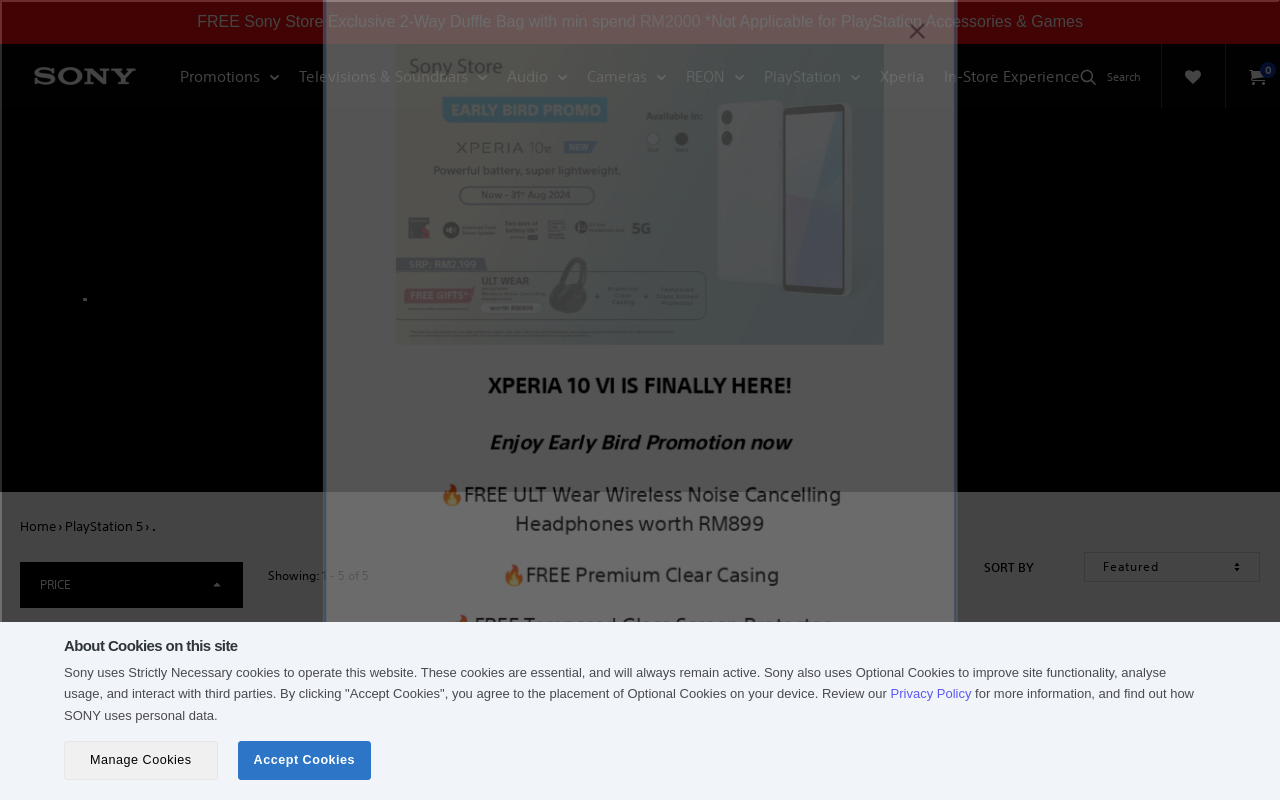 FREE Sony Store Exclusive 2-Way Duffle Bag with min spend RM2000 *Not Applicable for PlayStation Accessories & Games
SONY
Promotions
Televisions & Soundbars
Audio
Cameras
REON
PlayStation
Xperia
In-Store Experience
Search
0
Sony Store
EARLY BIRD PROMO
Available in:
XPERIA 10 VI NEW
Powerful battery, super lightweight.
Now - 31st Aug 2024
5G
SRP: RM2,199
ULT WEAR
FREE GIFTS*
worth RM899
+ Premium Clear Casing
+ Tempered Glass Screen Protector
XPERIA 10 VI IS FINALLY HERE!
Enjoy Early Bird Promotion now
🔥FREE ULT Wear Wireless Noise Cancelling
Headphones worth RM899
🔥FREE Premium Clear Casing
🔥FREE Tempered Glass Screen Protector
Home › PlayStation 5 › .
PRICE
Showing: 1 - 5 of 5
SORT BY
Featured
About Cookies on this site
Sony uses Strictly Necessary cookies to operate this website. These cookies are essential, and will always remain active. Sony also uses Optional Cookies to improve site functionality, analyse
usage, and interact with third parties. By clicking "Accept Cookies", you agree to the placement of Optional Cookies on your device. Review our Privacy Policy for more information, and find out how
SONY uses personal data.
Manage Cookies
Accept Cookies